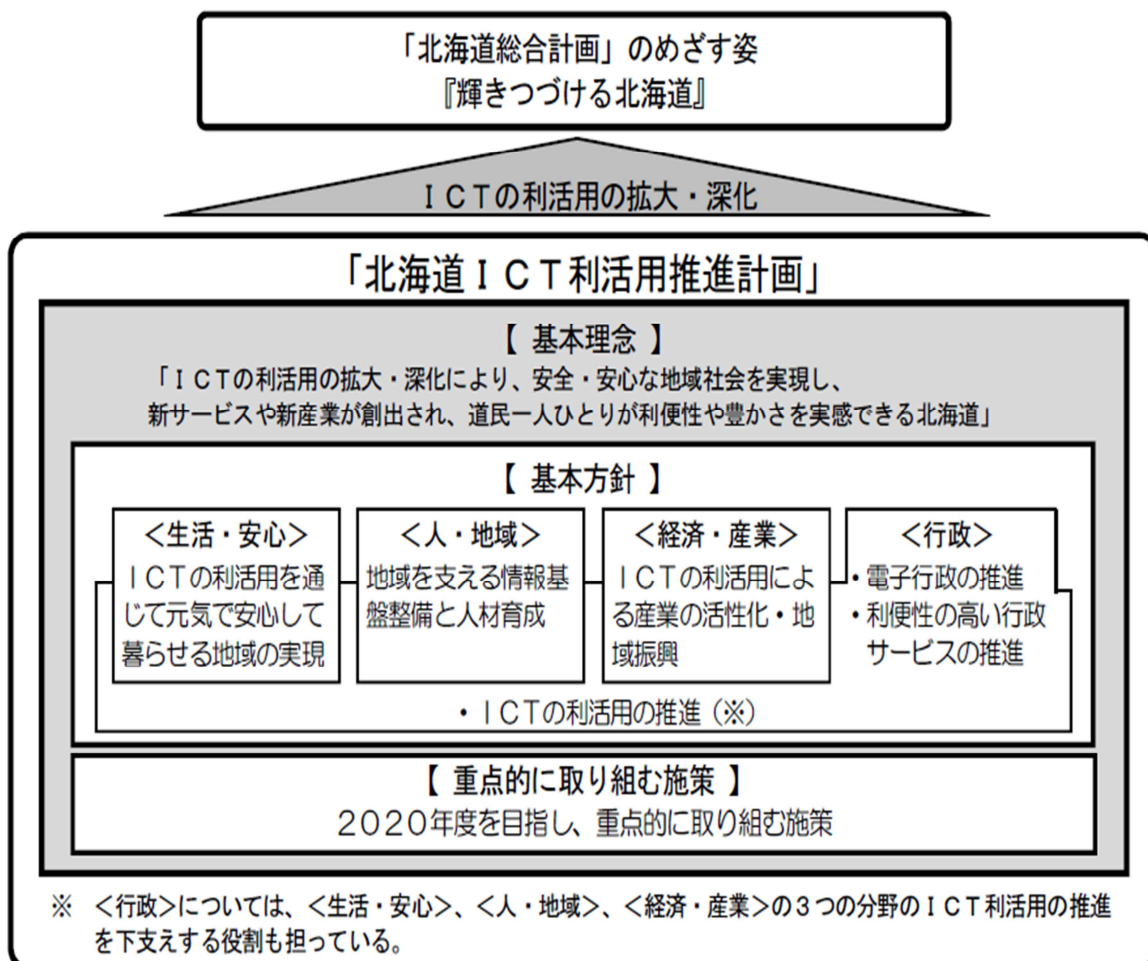 「北海道総合計画」のめざす姿
『輝きつづける北海道』
ＩＣＴの利活用の拡大・深化
「北海道ＩＣＴ利活用推進計画」
【 基本理念 】
「ＩＣＴの利活用の拡大・深化により、安全・安心な地域社会を実現し、
新サービスや新産業が創出され、道民一人ひとりが利便性や豊かさを実感できる北海道」
【 基本方針 】
＜生活・安心＞
ＩＣＴの利活用を通
じて元気で安心して
暮らせる地域の実現
＜人・地域＞
地域を支える情報基
盤整備と人材育成
＜経済・産業＞
ＩＣＴの利活用によ
る産業の活性化・地
域振興
＜行政＞
・電子行政の推進
・利便性の高い行政
サービスの推進
・ＩＣＴの利活用の推進（※）
【 重点的に取り組む施策 】
２０２０年度を目指し、重点的に取り組む施策
※　＜行政＞については、＜生活・安心＞、＜人・地域＞、＜経済・産業＞の３つの分野のＩＣＴ利活用の推進
を下支えする役割も担っている。